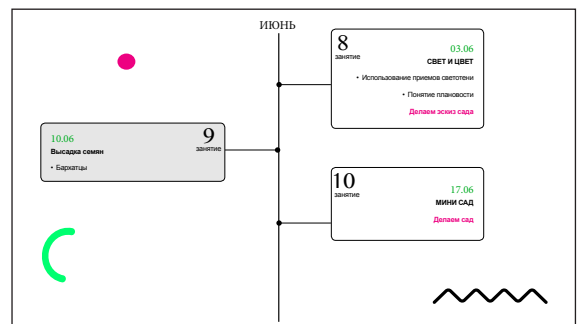 ИЮНЬ
8
занятие
03.06
СВЕТ И ЦВЕТ
• Использование приемов светотени
• Понятие плановости
Делаем эскиз сада
9
занятие
10.06
Высадка семян
• Бархатцы
10
занятие
17.06
МИНИ САД
Делаем сад